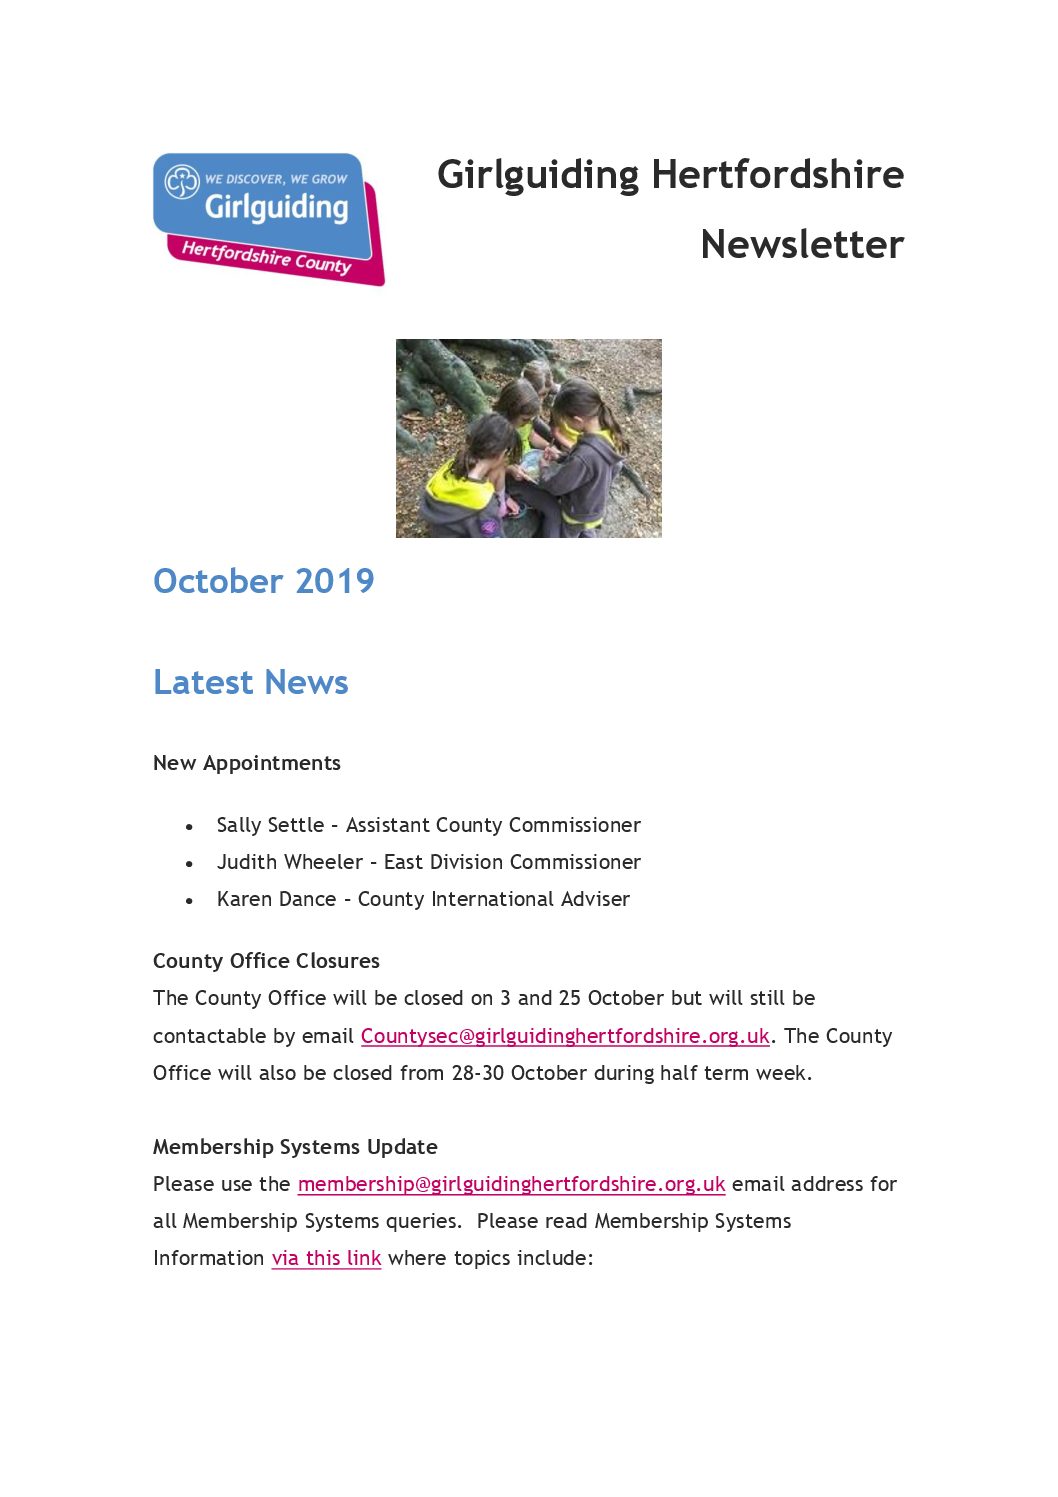 WE DISCOVER, WE GROW
Girlguiding
Hertfordshire County
Girlguiding Hertfordshire
Newsletter
October 2019
Latest News
New Appointments
• Sally Settle – Assistant County Commissioner
• Judith Wheeler – East Division Commissioner
• Karen Dance – County International Adviser
County Office Closures
The County Office will be closed on 3 and 25 October but will still be
contactable by email Countysec@girlguidinghertfordshire.org.uk. The County
Office will also be closed from 28-30 October during half term week.
Membership Systems Update
Please use the membership@girlguidinghertfordshire.org.uk email address for
all Membership Systems queries.  Please read Membership Systems
Information via this link where topics include: